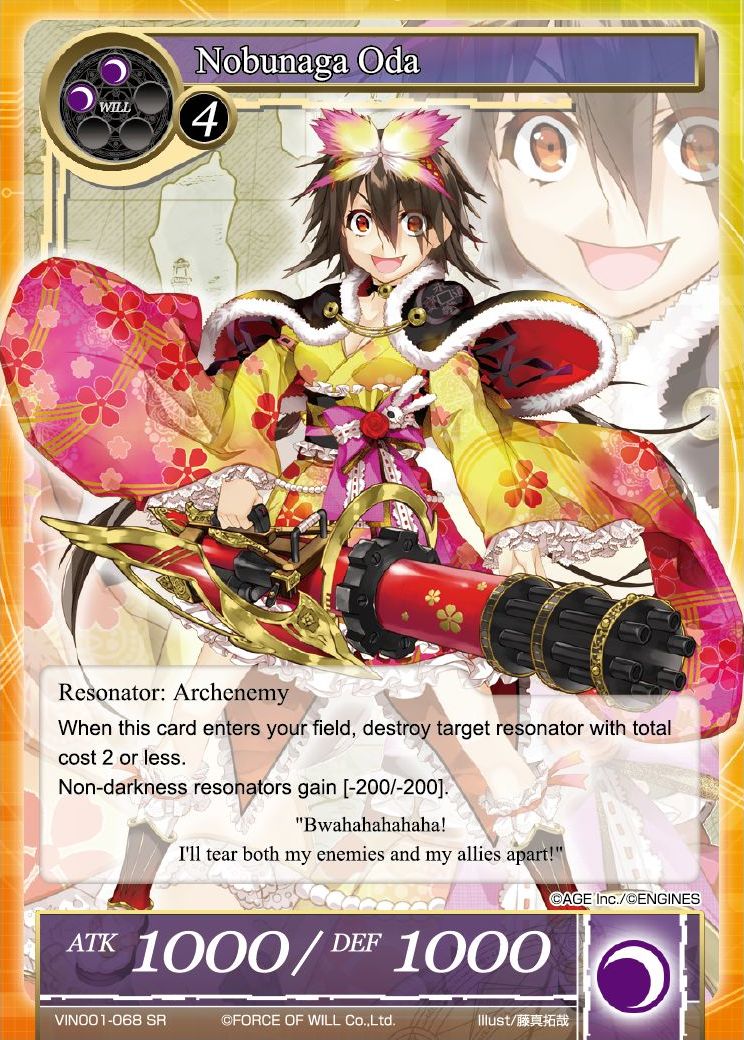 Nobunaga Oda
WILL
4
Resonator: Archenemy
When this card enters your field, destroy target resonator with total
cost 2 or less.
Non-darkness resonators gain [-200/-200].
"Bwahahahahaha!
I'll tear both my enemies and my allies apart!"
©AGE Inc./©ENGINES
ATK 1000/ DEF 1000
VIN001-068 SR ©FORCE OF WILL Co.,Ltd. Illust/藤真拓哉